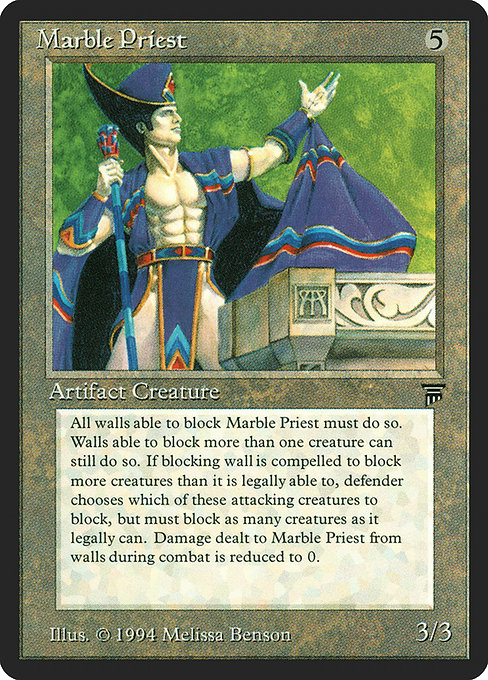 Marble Priest 5
Artifact Creature
All walls able to block Marble Priest must do so.
Walls able to block more than one creature can
still do so. If blocking wall is compelled to block
more creatures than it is legally able to, defender
chooses which of these attacking creatures to
block, but must block as many creatures as it
legally can. Damage dealt to Marble Priest from
walls during combat is reduced to 0.
Illus. © 1994 Melissa Benson 3/3